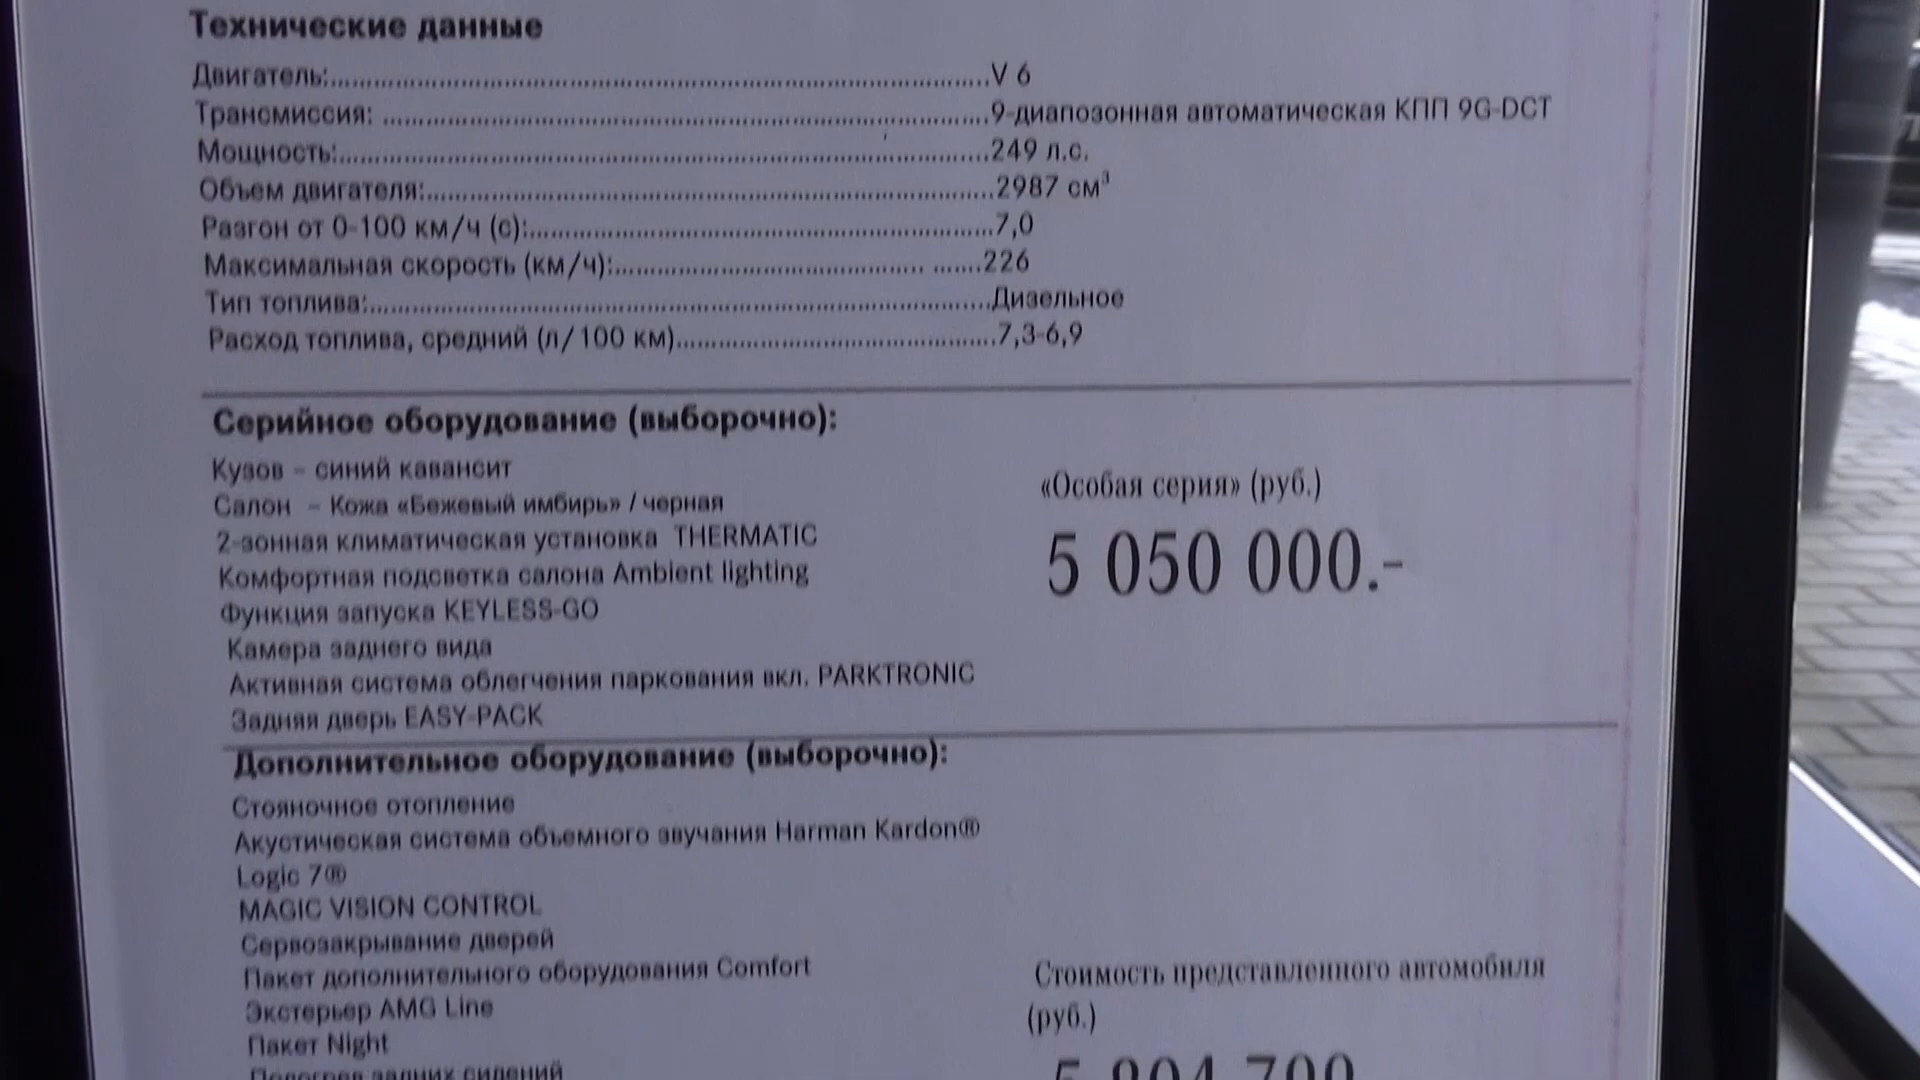 Технические данные
Двигатель:.....V 6
Трансмиссия: .....9-диапозонная автоматическая КПП 9G-DCT
Мощность:.....249 л.с.
Объем двигателя:.....2987 см³
Разгон от 0-100 км/ч (с):.....7,0
Максимальная скорость (км/ч):..... .....226
Тип топлива:.....Дизельное
Расход топлива, средний (л/100 км).....7,3-6,9
Серийное оборудование (выборочно):
Кузов – синий кавансит
Салон – Кожа «Бежевый имбирь» / черная
2-зонная климатическая установка THERMATIC
Комфортная подсветка салона Ambient lighting
Функция запуска KEYLESS-GO
Камера заднего вида
Активная система облегчения паркования вкл. PARKTRONIC
Задняя дверь EASY-PACK
«Особая серия» (руб.)
5 050 000.-
Дополнительное оборудование (выборочно):
Стояночное отопление
Акустическая система объемного звучания Harman Kardon®
Logic 7®
MAGIC VISION CONTROL
Сервозакрывание дверей
Пакет дополнительного оборудования Comfort
Экстерьер AMG Line
Пакет Night
Подогрев задних сидений
Стоимость представленного автомобиля
(руб.)